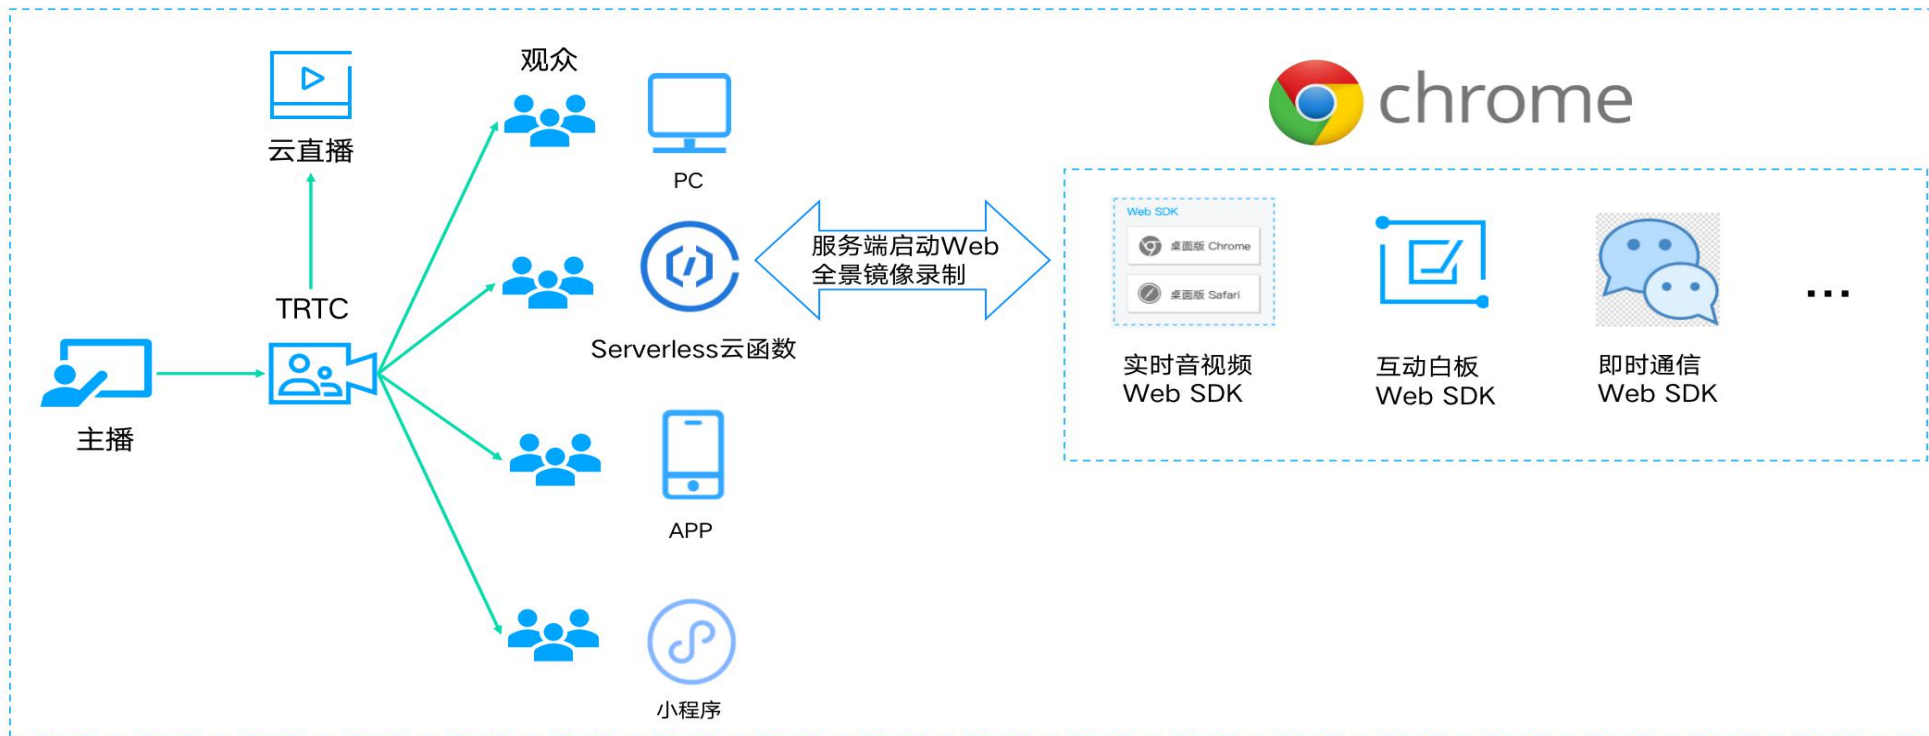 观众
chrome
云直播
PC
Web SDK
桌面版 Chrome
桌面版 Safari
服务端启动Web
全景镜像录制
...
TRTC
Serverless云函数
实时音视频
Web SDK
互动白板
Web SDK
即时通信
Web SDK
主播
APP
小程序